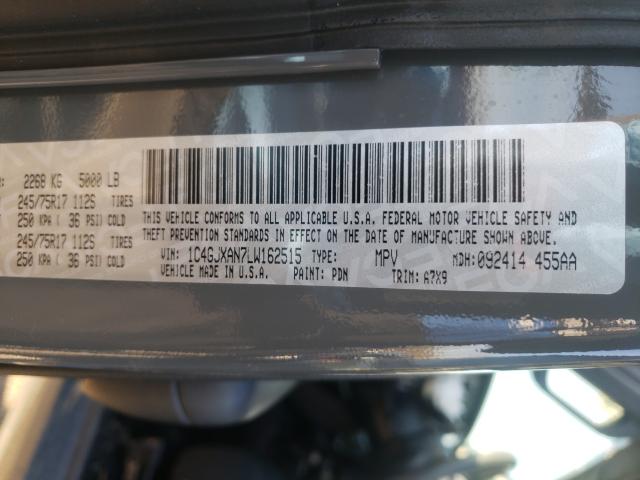 2268 KG 5000 LB
245/75R17 112S TIRES
250 KPA ( 36 PSI) COLD
245/75R17 112S TIRES
250 KPA ( 36 PSI) COLD
THIS VEHICLE CONFORMS TO ALL APPLICABLE U.S.A. FEDERAL MOTOR VEHICLE SAFETY AND
THEFT PREVENTION STANDARDS IN EFFECT ON THE DATE OF MANUFACTURE SHOWN ABOVE.
VIN: 1C4GJXAN7LW162515 TYPE: MPV MDH:092414 455AA
VEHICLE MADE IN U.S.A. PAINT: PDN TRIM: A7X9